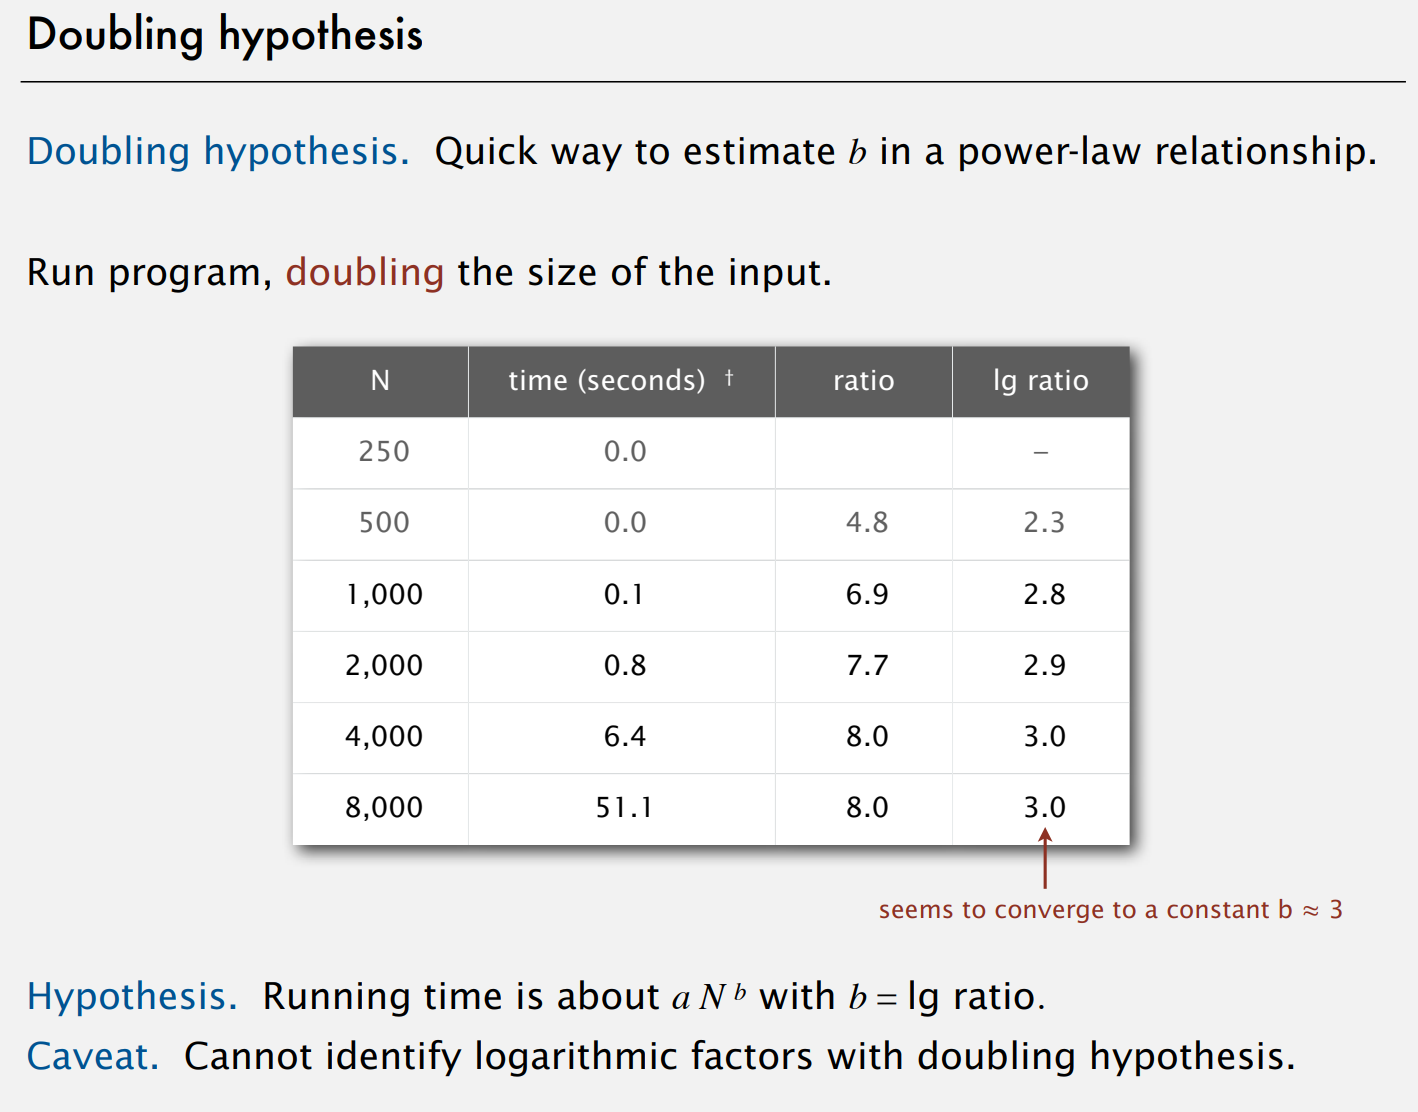 Doubling hypothesis
Doubling hypothesis. Quick way to estimate b in a power-law relationship.
Run program, doubling the size of the input.
N time (seconds) † ratio lg ratio
250 0.0 –
500 0.0 4.8 2.3
1,000 0.1 6.9 2.8
2,000 0.8 7.7 2.9
4,000 6.4 8.0 3.0
8,000 51.1 8.0 3.0
seems to converge to a constant b ≈ 3
Hypothesis. Running time is about a N ᵇ with b = lg ratio.
Caveat. Cannot identify logarithmic factors with doubling hypothesis.